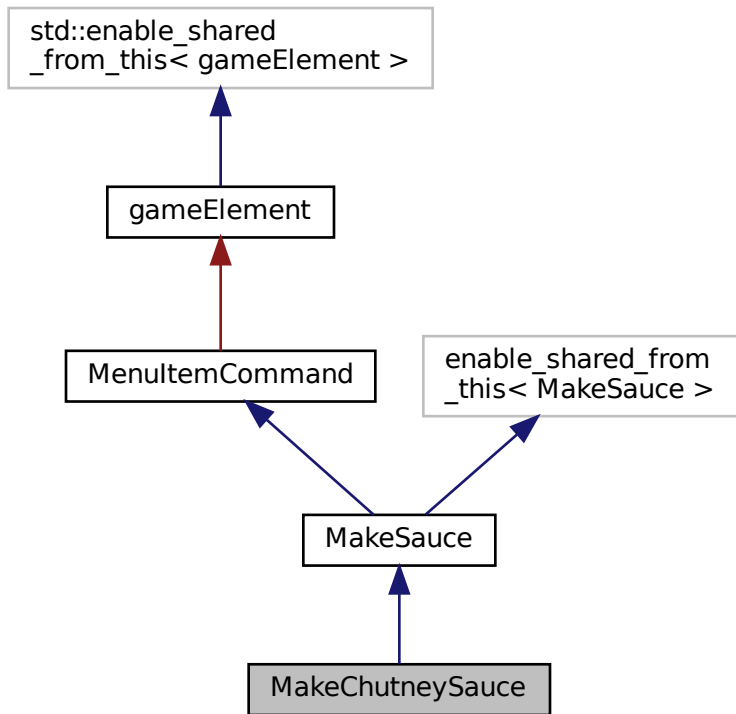 std::enable_shared
_from_this< gameElement >
gameElement
MenuItemCommand
enable_shared_from
_this< MakeSauce >
MakeSauce
MakeChutneySauce